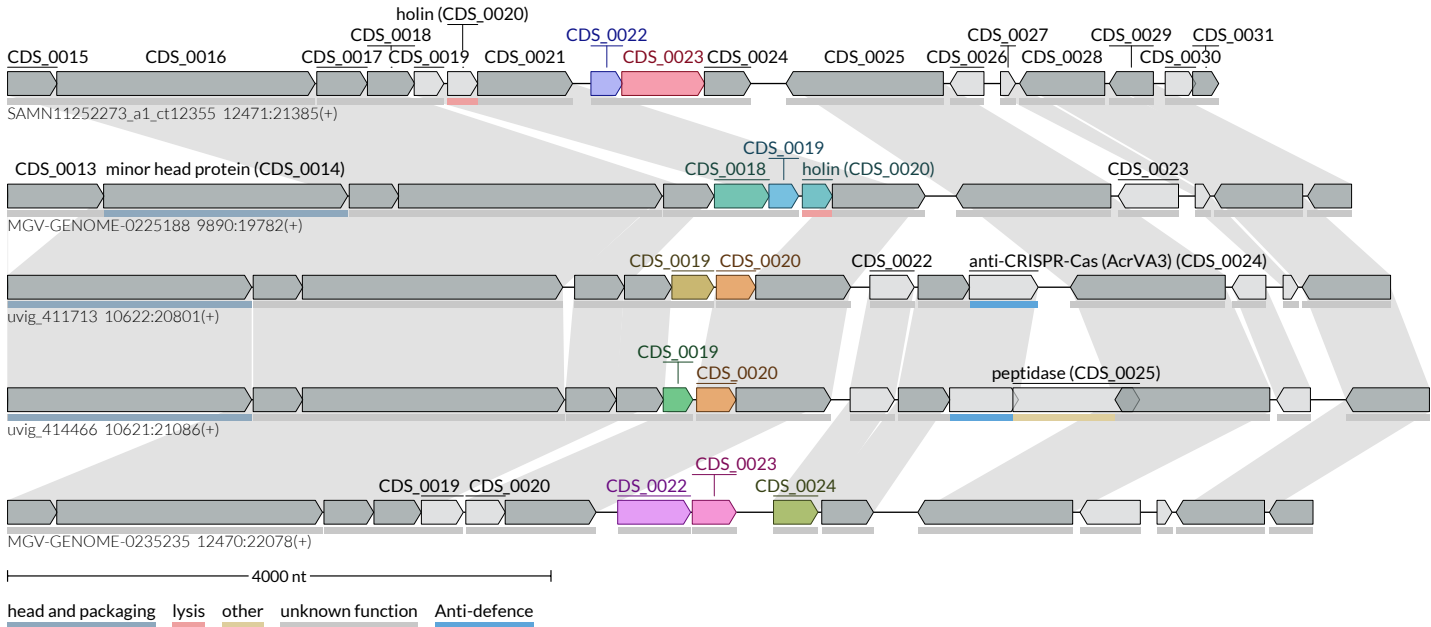 holin (CDS_0020)
CDS_0018 CDS_0022 CDS_0027 CDS_0029 CDS_0031
CDS_0015 CDS_0016 CDS_0017 CDS_0019 CDS_0021 CDS_0023 CDS_0024 CDS_0025 CDS_0026 CDS_0028 CDS_0030
SAMN11252273_a1_ct12355 12471:21385(+)
CDS_0019
CDS_0013 minor head protein (CDS_0014) CDS_0018 holin (CDS_0020) CDS_0023
MGV-GENOME-0225188 9890:19782(+)
CDS_0019 CDS_0020 CDS_0022 anti-CRISPR-Cas (AcrVA3) (CDS_0024)
uvig_411713 10622:20801(+)
CDS_0019
CDS_0020 peptidase (CDS_0025)
uvig_414466 10621:21086(+)
CDS_0023
CDS_0019 CDS_0020 CDS_0022 CDS_0024
MGV-GENOME-0235235 12470:22078(+)
4000 nt
head and packaging lysis other unknown function Anti-defence